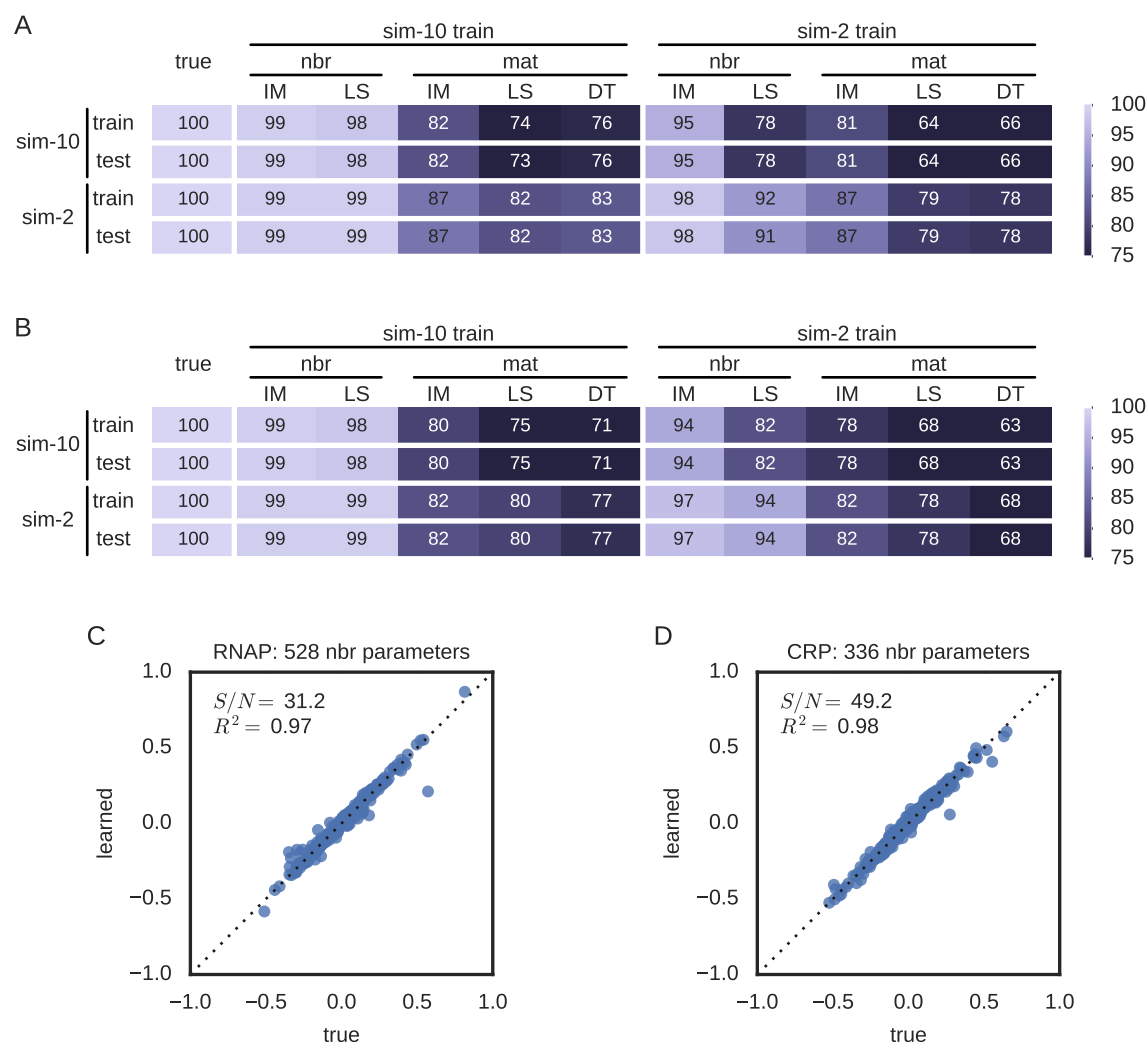 A
sim-10 train sim-2 train
true nbr mat nbr mat
IM LS IM LS DT IM LS IM LS DT
sim-10 train 100 99 98 82 74 76 95 78 81 64 66
test 100 99 98 82 73 76 95 78 81 64 66
sim-2 train 100 99 99 87 82 83 98 92 87 79 78
test 100 99 99 87 82 83 98 91 87 79 78
100
95
90
85
80
75
B
sim-10 train sim-2 train
true nbr mat nbr mat
IM LS IM LS DT IM LS IM LS DT
sim-10 train 100 99 98 80 75 71 94 82 78 68 63
test 100 99 98 80 75 71 94 82 78 68 63
sim-2 train 100 99 99 82 80 77 97 94 82 78 68
test 100 99 99 82 80 77 97 94 82 78 68
100
95
90
85
80
75
C
RNAP: 528 nbr parameters
S/N = 31.2
R² = 0.97
1.0
0.5
0.0
−0.5
−1.0
learned
−1.0 −0.5 0.0 0.5 1.0
true
D
CRP: 336 nbr parameters
S/N = 49.2
R² = 0.98
1.0
0.5
0.0
−0.5
−1.0
learned
−1.0 −0.5 0.0 0.5 1.0
true